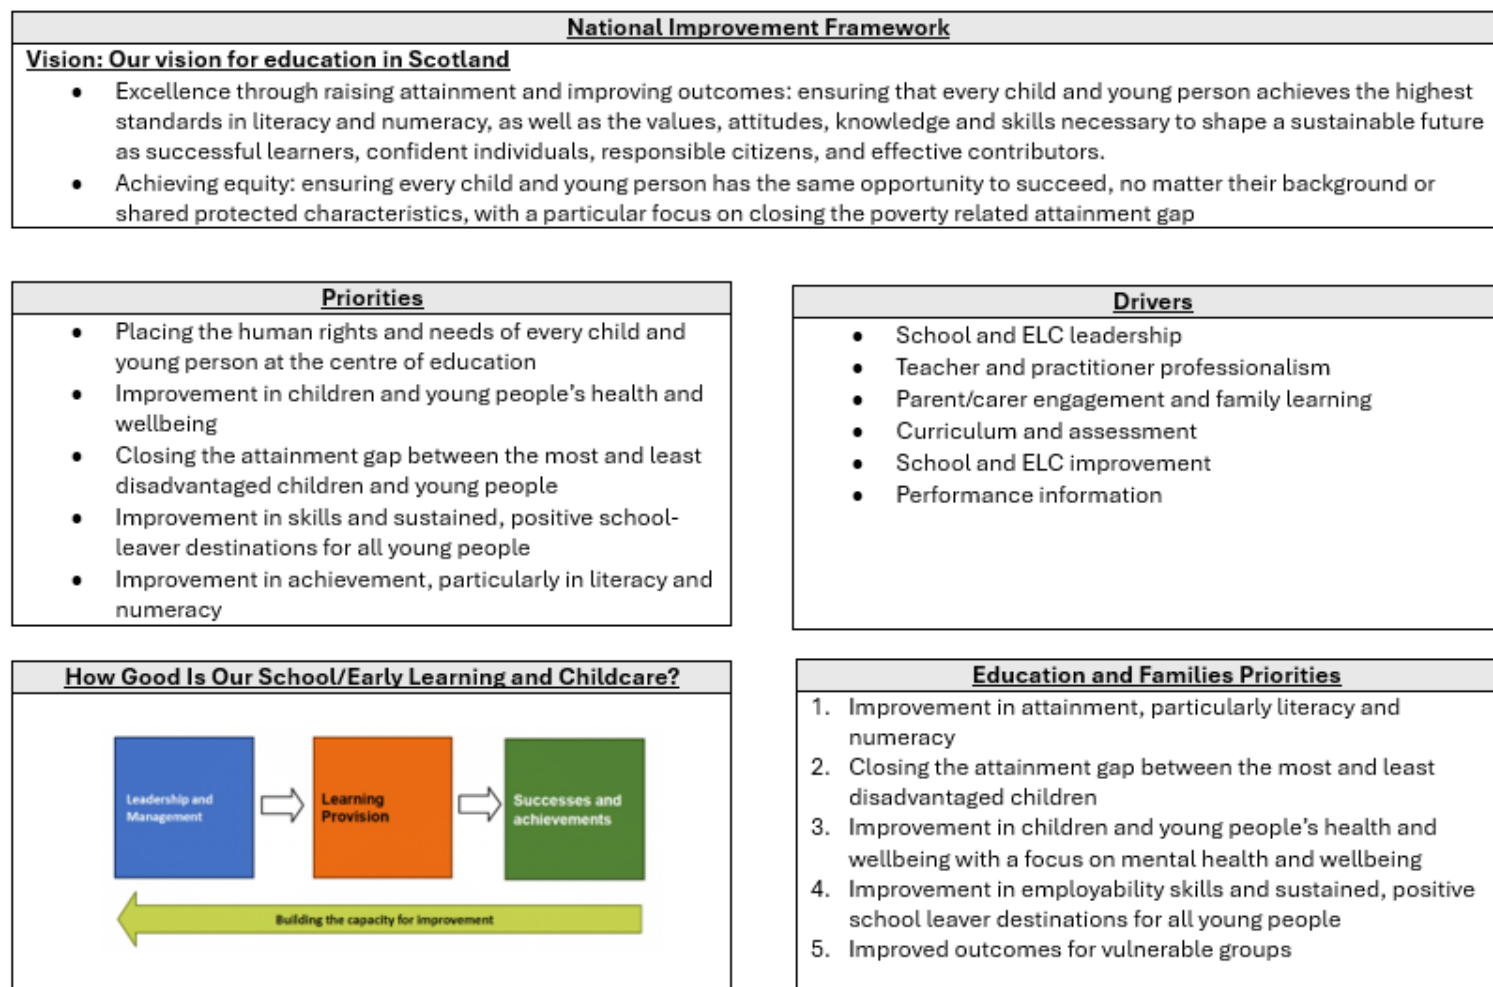 National Improvement Framework
Vision: Our vision for education in Scotland
● Excellence through raising attainment and improving outcomes: ensuring that every child and young person achieves the highest
standards in literacy and numeracy, as well as the values, attitudes, knowledge and skills necessary to shape a sustainable future
as successful learners, confident individuals, responsible citizens, and effective contributors.
● Achieving equity: ensuring every child and young person has the same opportunity to succeed, no matter their background or
shared protected characteristics, with a particular focus on closing the poverty related attainment gap
Priorities
● Placing the human rights and needs of every child and
young person at the centre of education
● Improvement in children and young people's health and
wellbeing
● Closing the attainment gap between the most and least
disadvantaged children and young people
● Improvement in skills and sustained, positive school-
leaver destinations for all young people
● Improvement in achievement, particularly in literacy and
numeracy
Drivers
● School and ELC leadership
● Teacher and practitioner professionalism
● Parent/carer engagement and family learning
● Curriculum and assessment
● School and ELC improvement
● Performance information
How Good Is Our School/Early Learning and Childcare?
Leadership and
Management
Learning
Provision
Successes and
achievements
Building the capacity for improvement
Education and Families Priorities
1. Improvement in attainment, particularly literacy and
numeracy
2. Closing the attainment gap between the most and least
disadvantaged children
3. Improvement in children and young people's health and
wellbeing with a focus on mental health and wellbeing
4. Improvement in employability skills and sustained, positive
school leaver destinations for all young people
5. Improved outcomes for vulnerable groups